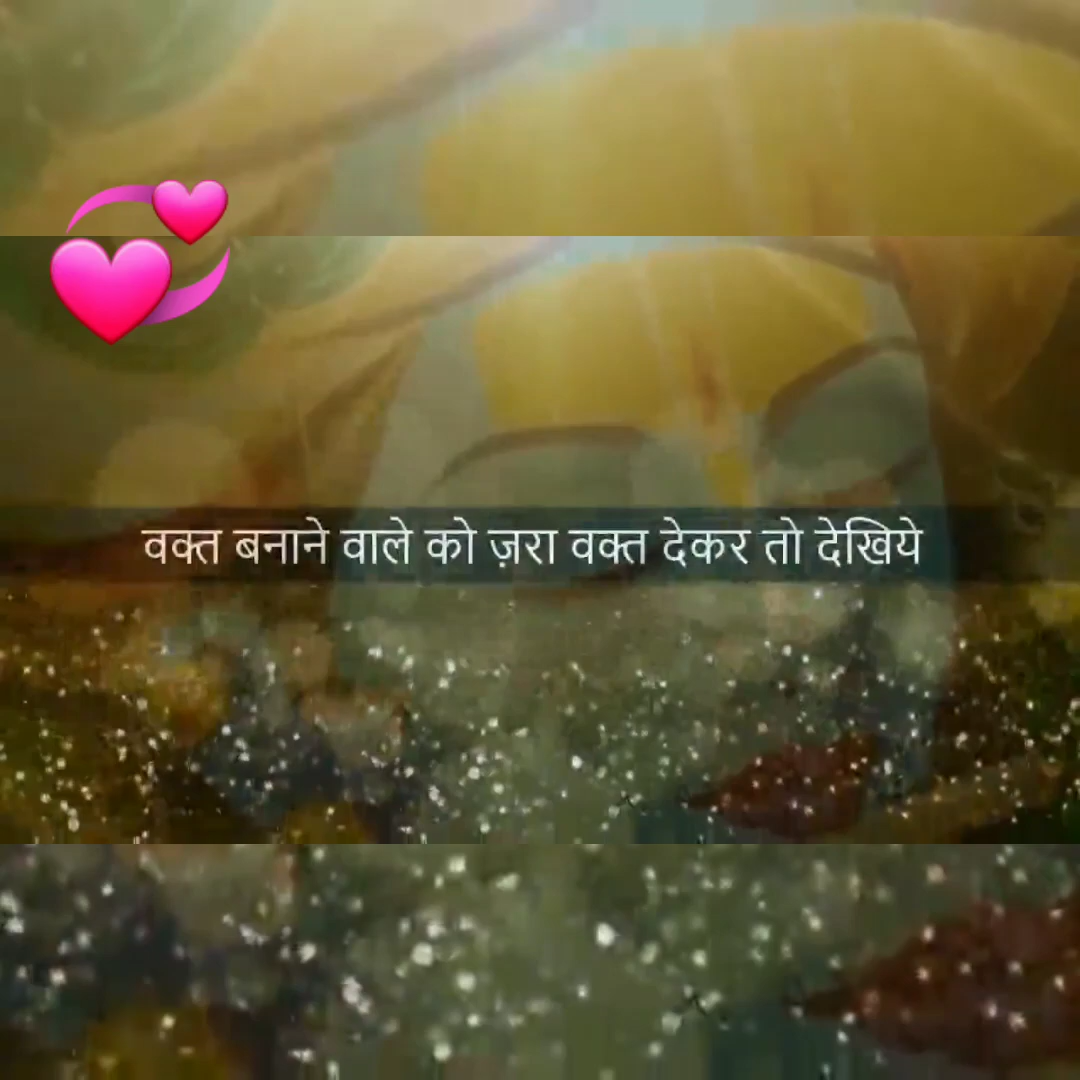 वक्त बनाने वाले को ज़रा वक्त देकर तो देखिये